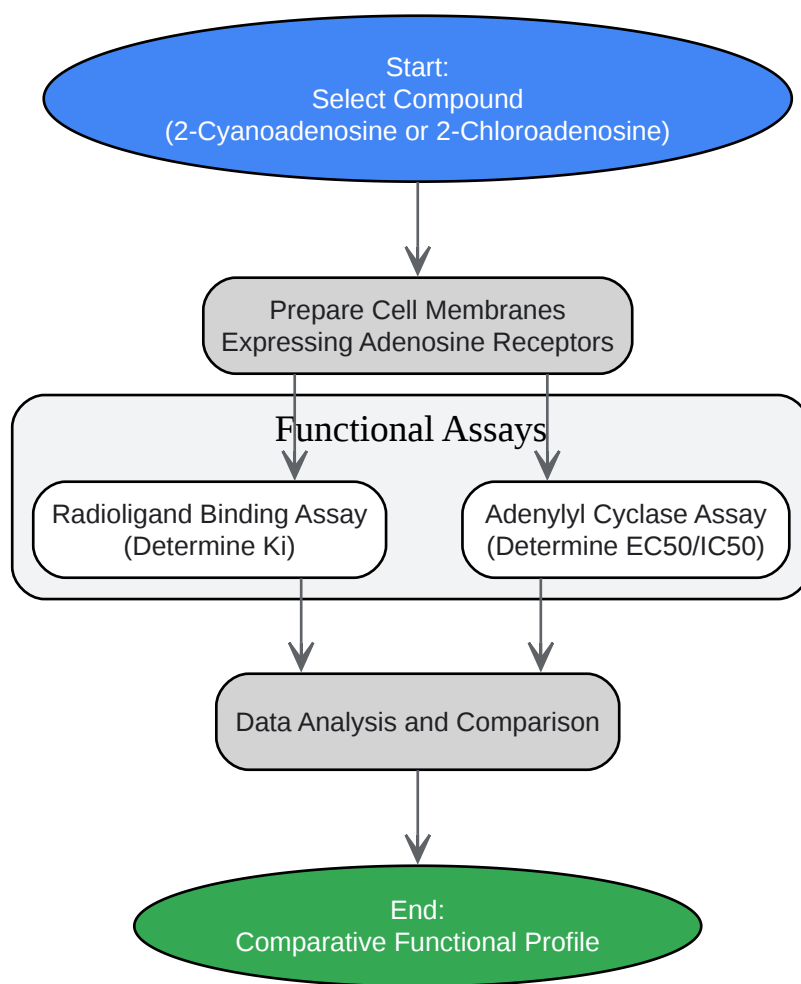 Start:
Select Compound
(2-Cyanoadenosine or 2-Chloroadenosine)
Prepare Cell Membranes
Expressing Adenosine Receptors
Functional Assays
Radioligand Binding Assay
(Determine Ki)
Adenylyl Cyclase Assay
(Determine EC50/IC50)
Data Analysis and Comparison
End:
Comparative Functional Profile